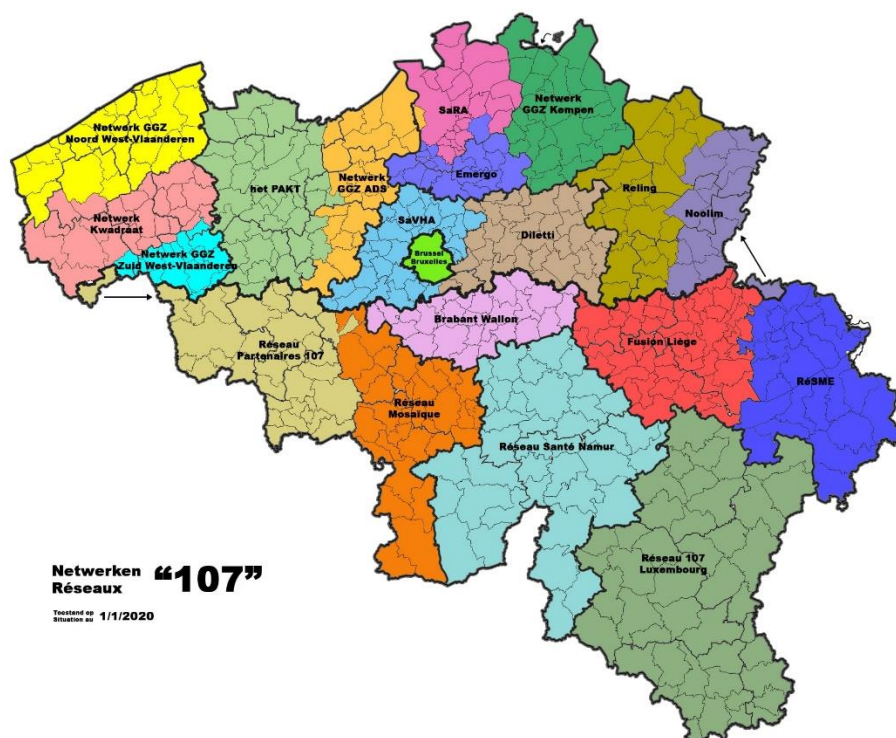 SaRA
Netwerk
GGZ Kempen
Netwerk GGZ
Noord West-Vlaanderen
het PAKT
Netwerk
GGZ ADS
Emergo
Reling
Noolim
Netwerk
Kwadraat
SaVHA
Diletti
Netwerk GGZ
Zuid West-Vlaanderen
Brussel
Bruxelles
Brabant Wallon
Réseau
Partenaires 107
Fusion Liège
RéSME
Réseau
Mosaïque
Réseau Santé Namur
Réseau 107
Luxembourg
Netwerken
Réseaux
“107”
Toestand op
Situation au
1/1/2020